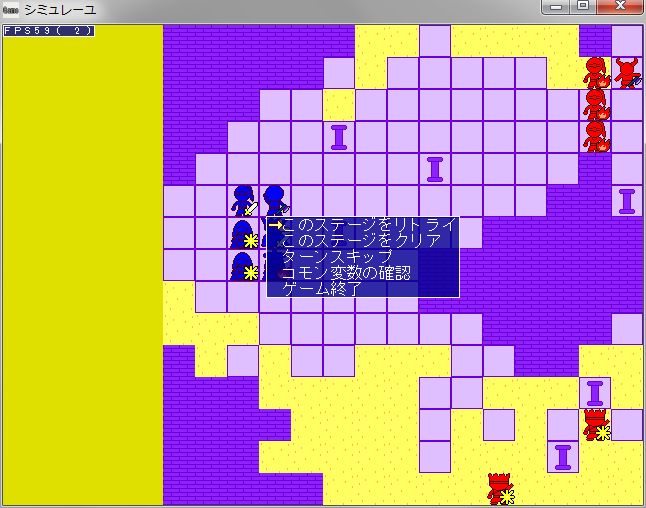 シミュレーユ
FPS59( 2)
→このステージをリトライ
このステージをクリア
ターンスキップ
コモン変数の確認
ゲーム終了